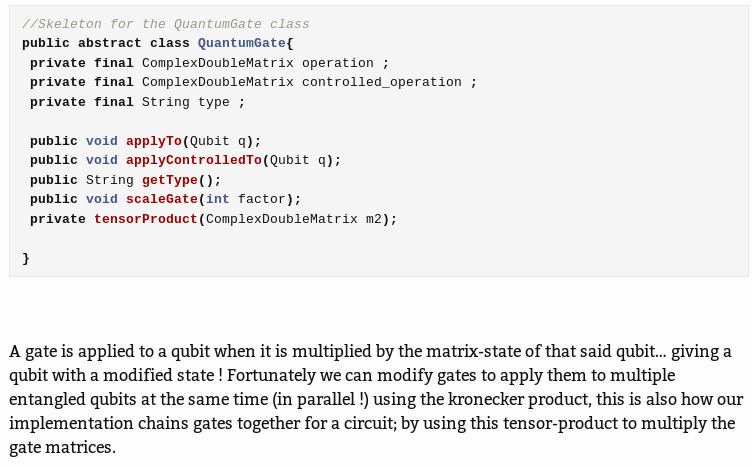 //Skeleton for the QuantumGate class
public abstract class QuantumGate{
private final ComplexDoubleMatrix operation ;
private final ComplexDoubleMatrix controlled_operation ;
private final String type ;
public void applyTo(Qubit q);
public void applyControlledTo(Qubit q);
public String getType();
public void scaleGate(int factor);
private tensorProduct(ComplexDoubleMatrix m2);
}
A gate is applied to a qubit when it is multiplied by the matrix-state of that said qubit... giving a
qubit with a modified state ! Fortunately we can modify gates to apply them to multiple
entangled qubits at the same time (in parallel !) using the kronecker product, this is also how our
implementation chains gates together for a circuit; by using this tensor-product to multiply the
gate matrices.